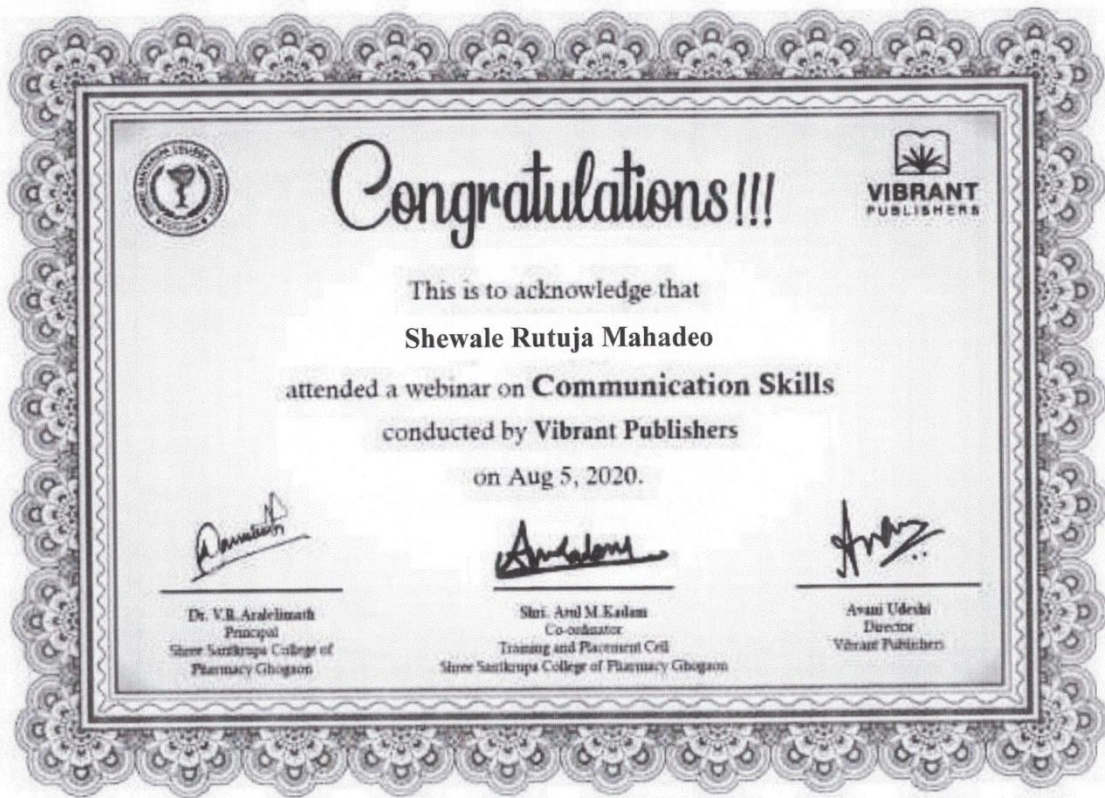 Congratulations!!!
VIBRANT
PUBLISHERS
This is to acknowledge that
Shewale Rutuja Mahadeo
attended a webinar on Communication Skills
conducted by Vibrant Publishers
on Aug 5, 2020.
Dr. V.R. Aralelimath
Principal
Shree Santkrupa College of
Pharmacy Ghogaon
M.Kadam
Co-ordinator
Training and Placement Cell
Shree Santkrupa College of Pharmacy Ghogaon
Avani Udeshi
Director
Vibrant Publishers